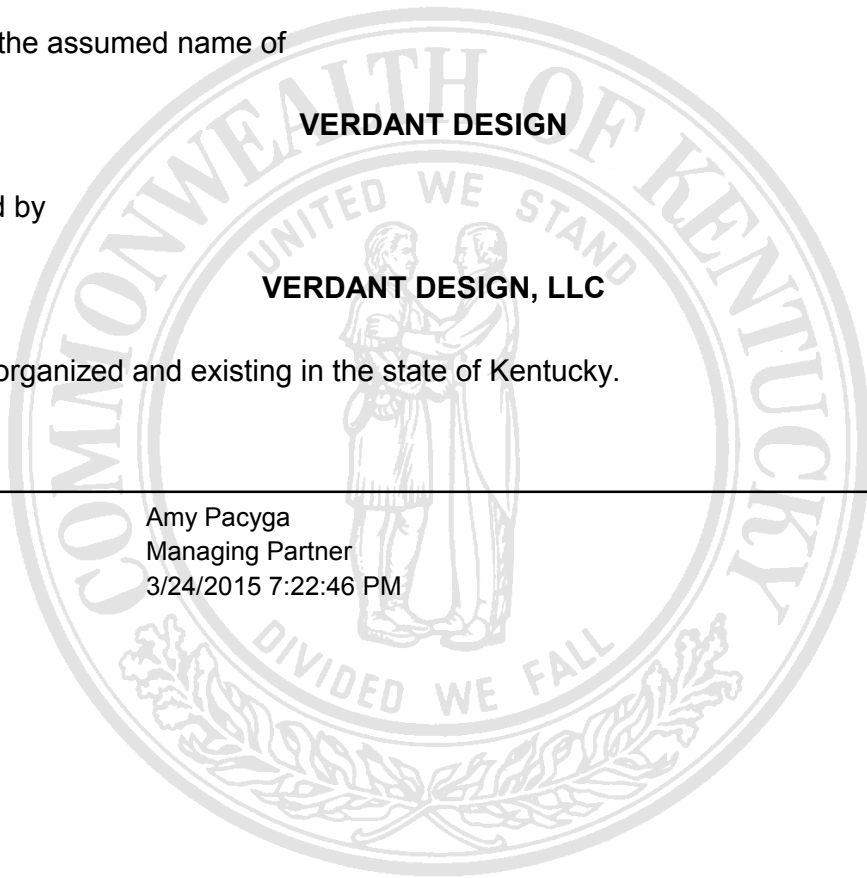 the assumed name of
VERDANT DESIGN
d by
VERDANT DESIGN, LLC
organized and existing in the state of Kentucky.
Amy Pacyga
Managing Partner
3/24/2015 7:22:46 PM
COMMONWEALTH OF KENTUCKY
UNITED WE STAND
DIVIDED WE FALL